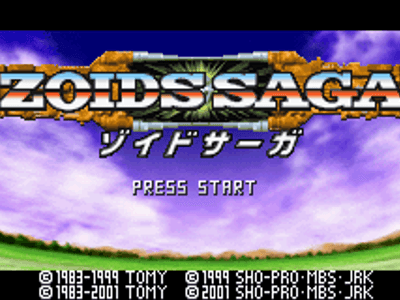 ZOIDS SAGA
ゾイドサーガ
PRESS START
©1983-1999 TOMY ©1999 SHO-PRO·MBS·JRK
©1983-2001 TOMY ©2001 SHO-PRO·MBS·JRK